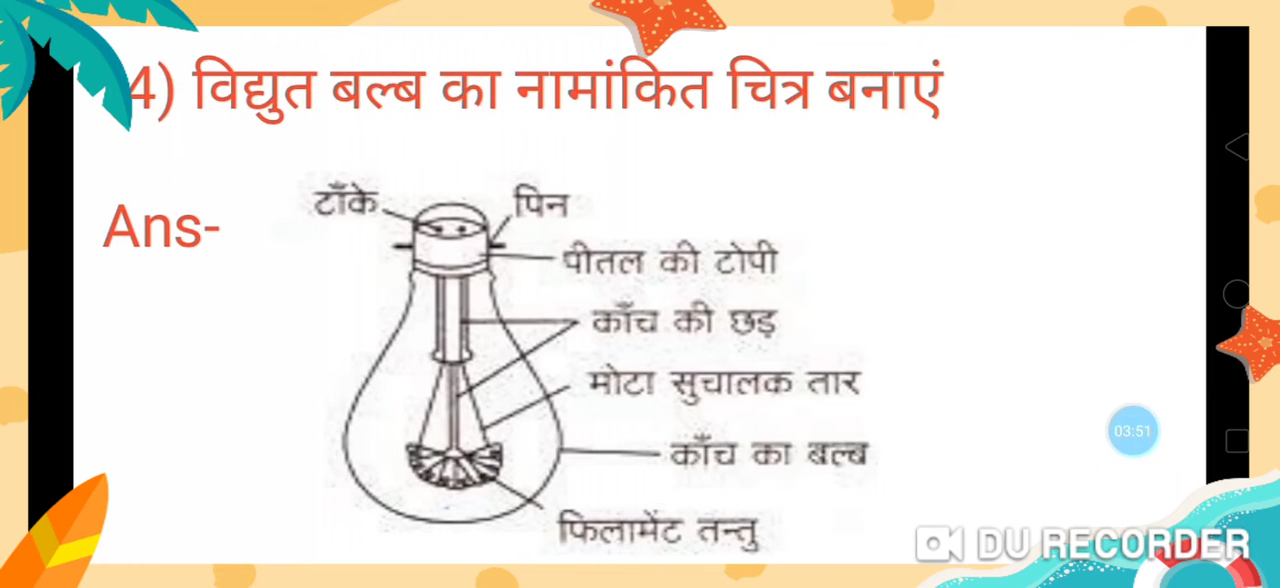 4) विद्युत बल्ब का नामांकित चित्र बनाएं
Ans-
टाँके
पिन
पीतल की टोपी
काँच की छड़
मोटा सुचालक तार
काँच का बल्ब
फिलामेंट तन्तु
03:51
DU RECORDER